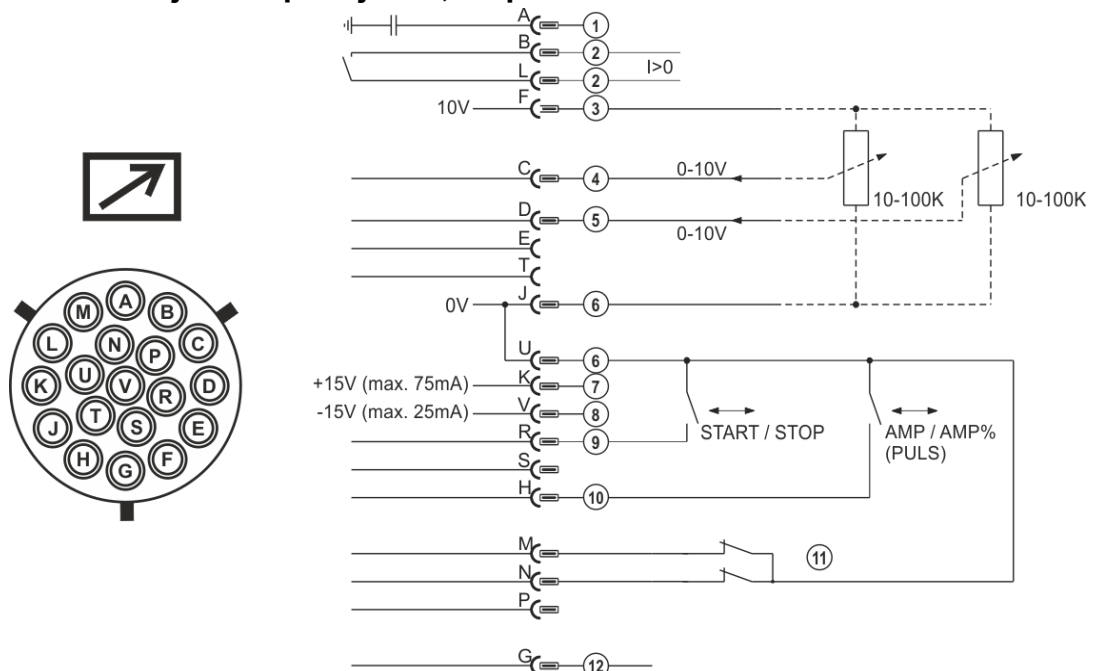 A
1
B
2
I>0
L
2
F
10V
3
C
4
0-10V
10-100K
10-100K
D
5
0-10V
E
T
J
0V
6
U
6
K
+15V (max. 75mA)
7
V
-15V (max. 25mA)
8
START / STOP
AMP / AMP%
(PULS)
R
9
S
H
10
M
11
N
P
G
12
A
M
B
L
N
C
P
K
U
V
D
R
J
T
S
E
H
F
G